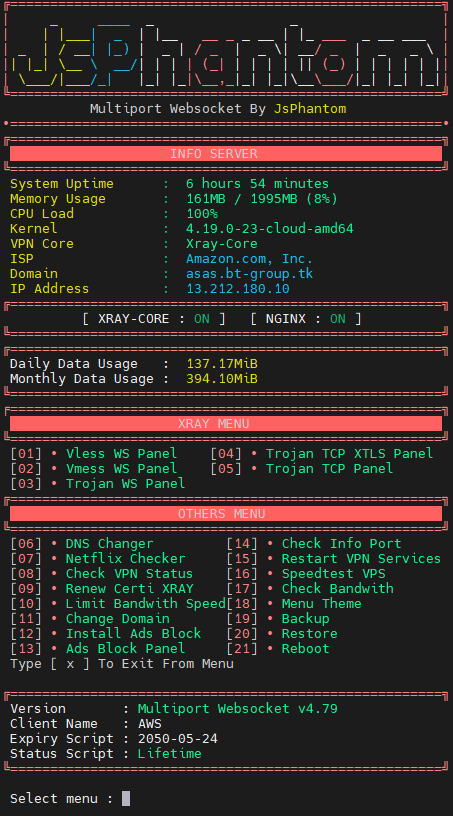 JsPhantom
Multiport Websocket By JsPhantom
INFO SERVER
System Uptime : 6 hours 54 minutes
Memory Usage : 161MB / 1995MB (8%)
CPU Load : 100%
Kernel : 4.19.0-23-cloud-amd64
VPN Core : Xray-Core
ISP : Amazon.com, Inc.
Domain : asas.bt-group.tk
IP Address : 13.212.180.10
[ XRAY-CORE : ON ] [ NGINX : ON ]
Daily Data Usage : 137.17MiB
Monthly Data Usage : 394.10MiB
XRAY MENU
[01] • Vless WS Panel [04] • Trojan TCP XTLS Panel
[02] • Vmess WS Panel [05] • Trojan TCP Panel
[03] • Trojan WS Panel
OTHERS MENU
[06] • DNS Changer [14] • Check Info Port
[07] • Netflix Checker [15] • Restart VPN Services
[08] • Check VPN Status [16] • Speedtest VPS
[09] • Renew Certi XRAY [17] • Check Bandwith
[10] • Limit Bandwith Speed[18] • Menu Theme
[11] • Change Domain [19] • Backup
[12] • Install Ads Block [20] • Restore
[13] • Ads Block Panel [21] • Reboot
Type [ x ] To Exit From Menu
Version : Multiport Websocket v4.79
Client Name : AWS
Expiry Script : 2050-05-24
Status Script : Lifetime
Select menu :